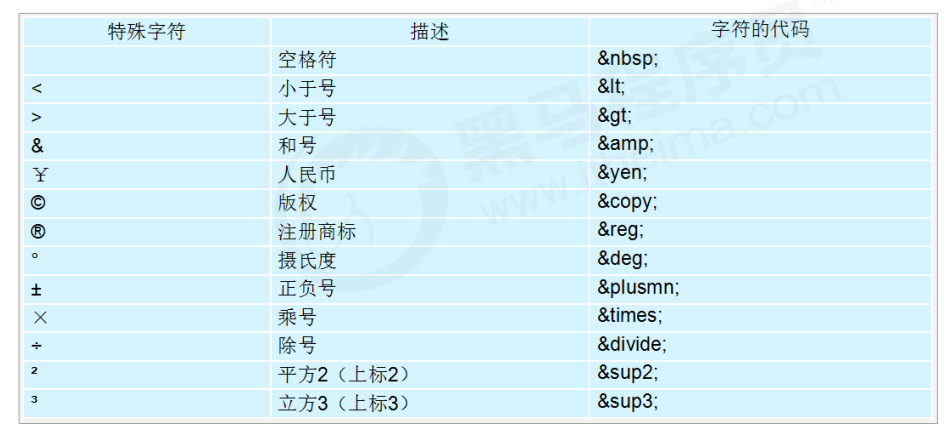 特殊字符 描述 字符的代码
空格符 &nbsp;
< 小于号 &lt;
> 大于号 &gt;
& 和号 &amp;
￥ 人民币 &yen;
© 版权 &copy;
® 注册商标 &reg;
° 摄氏度 &deg;
± 正负号 &plusmn;
× 乘号 &times;
÷ 除号 &divide;
² 平方2（上标2） &sup2;
³ 立方3（上标3） &sup3;
黑马程序员
www.itheima.com